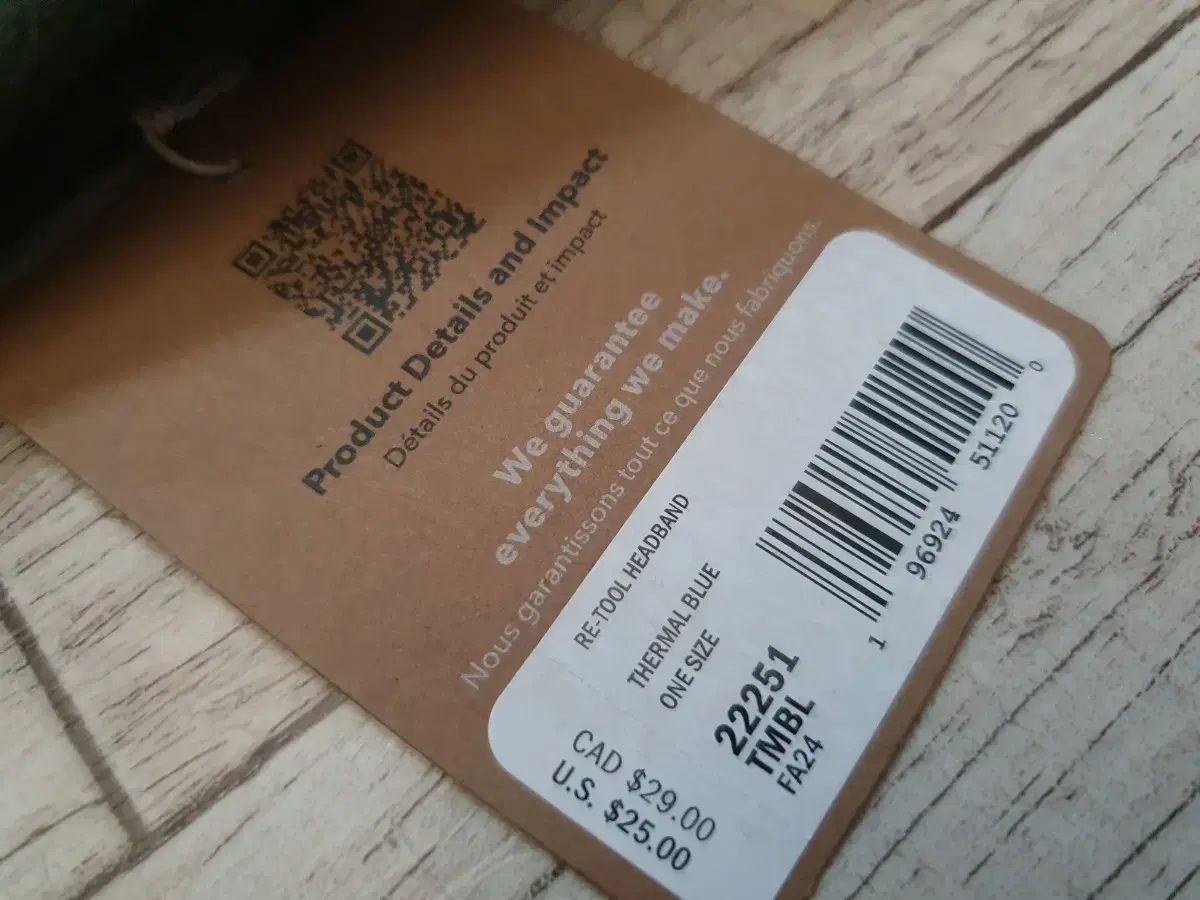 Product Details and Impact
Détails du produit et impact
We guarantee
everything we make.
Nous garantissons tout ce que nous fabriquons.
RE-TOOL HEADBAND
THERMAL BLUE
ONE SIZE
22251
TMBL
FA24
CAD $29.00
U.S. $25.00
1 96924 51120 0